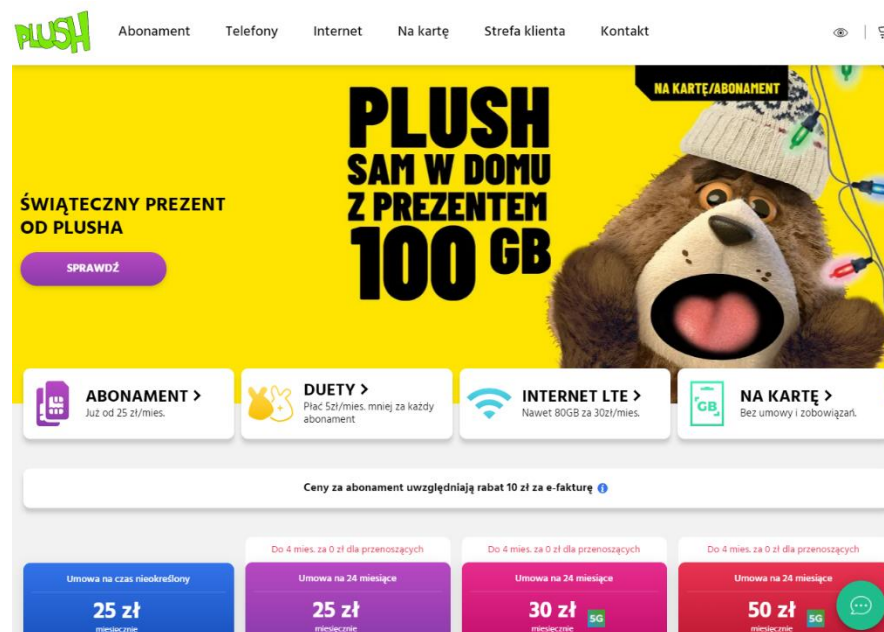 PLUSH
Abonament
Telefony
Internet
Na kartę
Strefa klienta
Kontakt
NA KARTĘ/ABONAMENT
PLUSH
SAM W DOMU
Z PREZENTEM
100 GB
ŚWIĄTECZNY PREZENT
OD PLUSHA
SPRAWDŹ
ABONAMENT >
Już od 25 zł/mies.
DUETY >
Płać 5zł/mies. mniej za każdy
abonament
INTERNET LTE >
Nawet 80GB za 30zł/mies.
GB
NA KARTĘ >
Bez umowy i zobowiązań.
Ceny za abonament uwzględniają rabat 10 zł za e-fakturę
Umowa na czas nieokreślony
25 zł
miesięcznie
Do 4 mies. za 0 zł dla przenoszących
Umowa na 24 miesiące
25 zł
miesięcznie
Do 4 mies. za 0 zł dla przenoszących
Umowa na 24 miesiące
30 zł
5G
miesięcznie
Do 4 mies. za 0 zł dla przenoszących
Umowa na 24 miesiące
50 zł
5G
miesięcznie